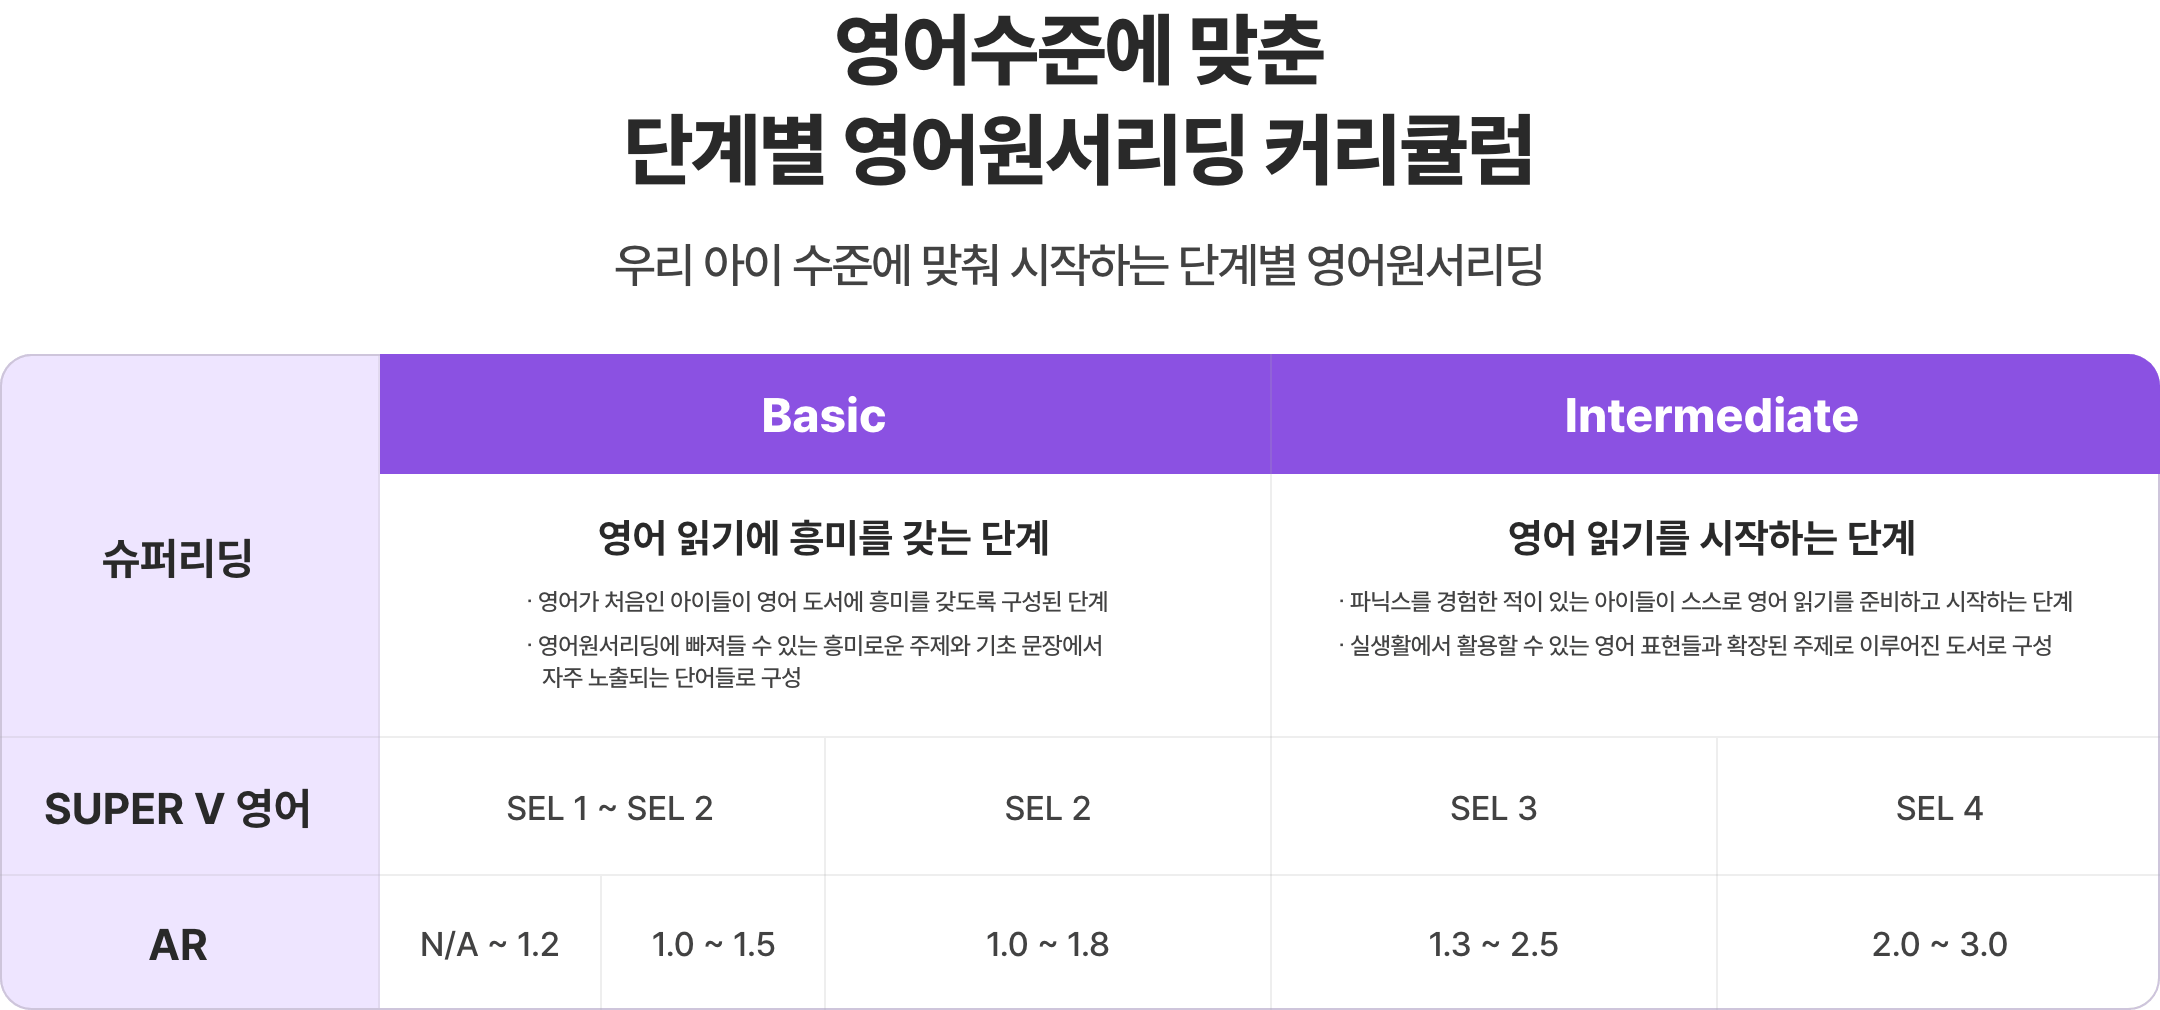 영어수준에 맞춘
단계별 영어원서리딩 커리큘럼
우리 아이 수준에 맞춰 시작하는 단계별 영어원서리딩
Basic
Intermediate
슈퍼리딩
영어 읽기에 흥미를 갖는 단계
· 영어가 처음인 아이들이 영어 도서에 흥미를 갖도록 구성된 단계
· 영어원서리딩에 빠져들 수 있는 흥미로운 주제와 기초 문장에서
자주 노출되는 단어들로 구성
영어 읽기를 시작하는 단계
· 파닉스를 경험한 적이 있는 아이들이 스스로 영어 읽기를 준비하고 시작하는 단계
· 실생활에서 활용할 수 있는 영어 표현들과 확장된 주제로 이루어진 도서로 구성
SUPER V 영어
SEL 1 ~ SEL 2
SEL 2
SEL 3
SEL 4
AR
N/A ~ 1.2
1.0 ~ 1.5
1.0 ~ 1.8
1.3 ~ 2.5
2.0 ~ 3.0